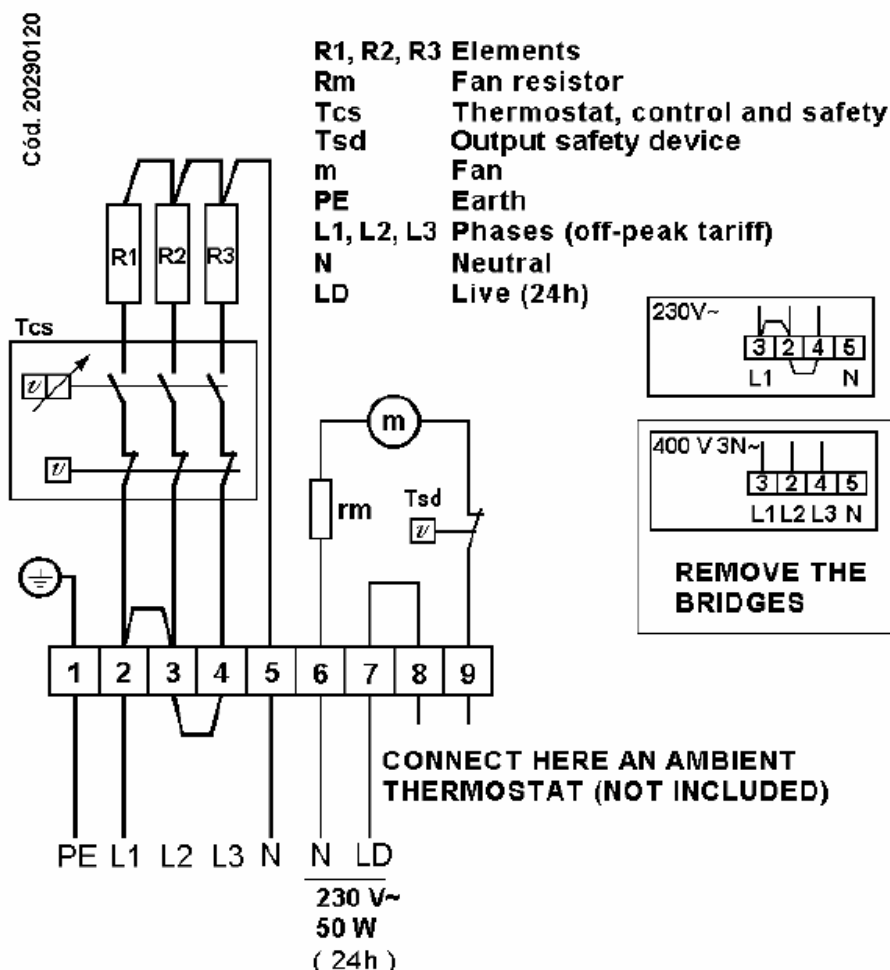 Cód. 20290120
R1, R2, R3 Elements
Rm Fan resistor
Tcs Thermostat, control and safety
Tsd Output safety device
m Fan
PE Earth
L1, L2, L3 Phases (off-peak tariff)
N Neutral
LD Live (24h)
R1 R2 R3
Tcs
υ
υ
m
rm
Tsd
υ
230V~
3 2 4 5
L1 N
400 V 3N~
3 2 4 5
L1 L2 L3 N
REMOVE THE
BRIDGES
1 2 3 4 5 6 7 8 9
CONNECT HERE AN AMBIENT
THERMOSTAT (NOT INCLUDED)
PE L1 L2 L3 N N LD
230 V~
50 W
( 24h )